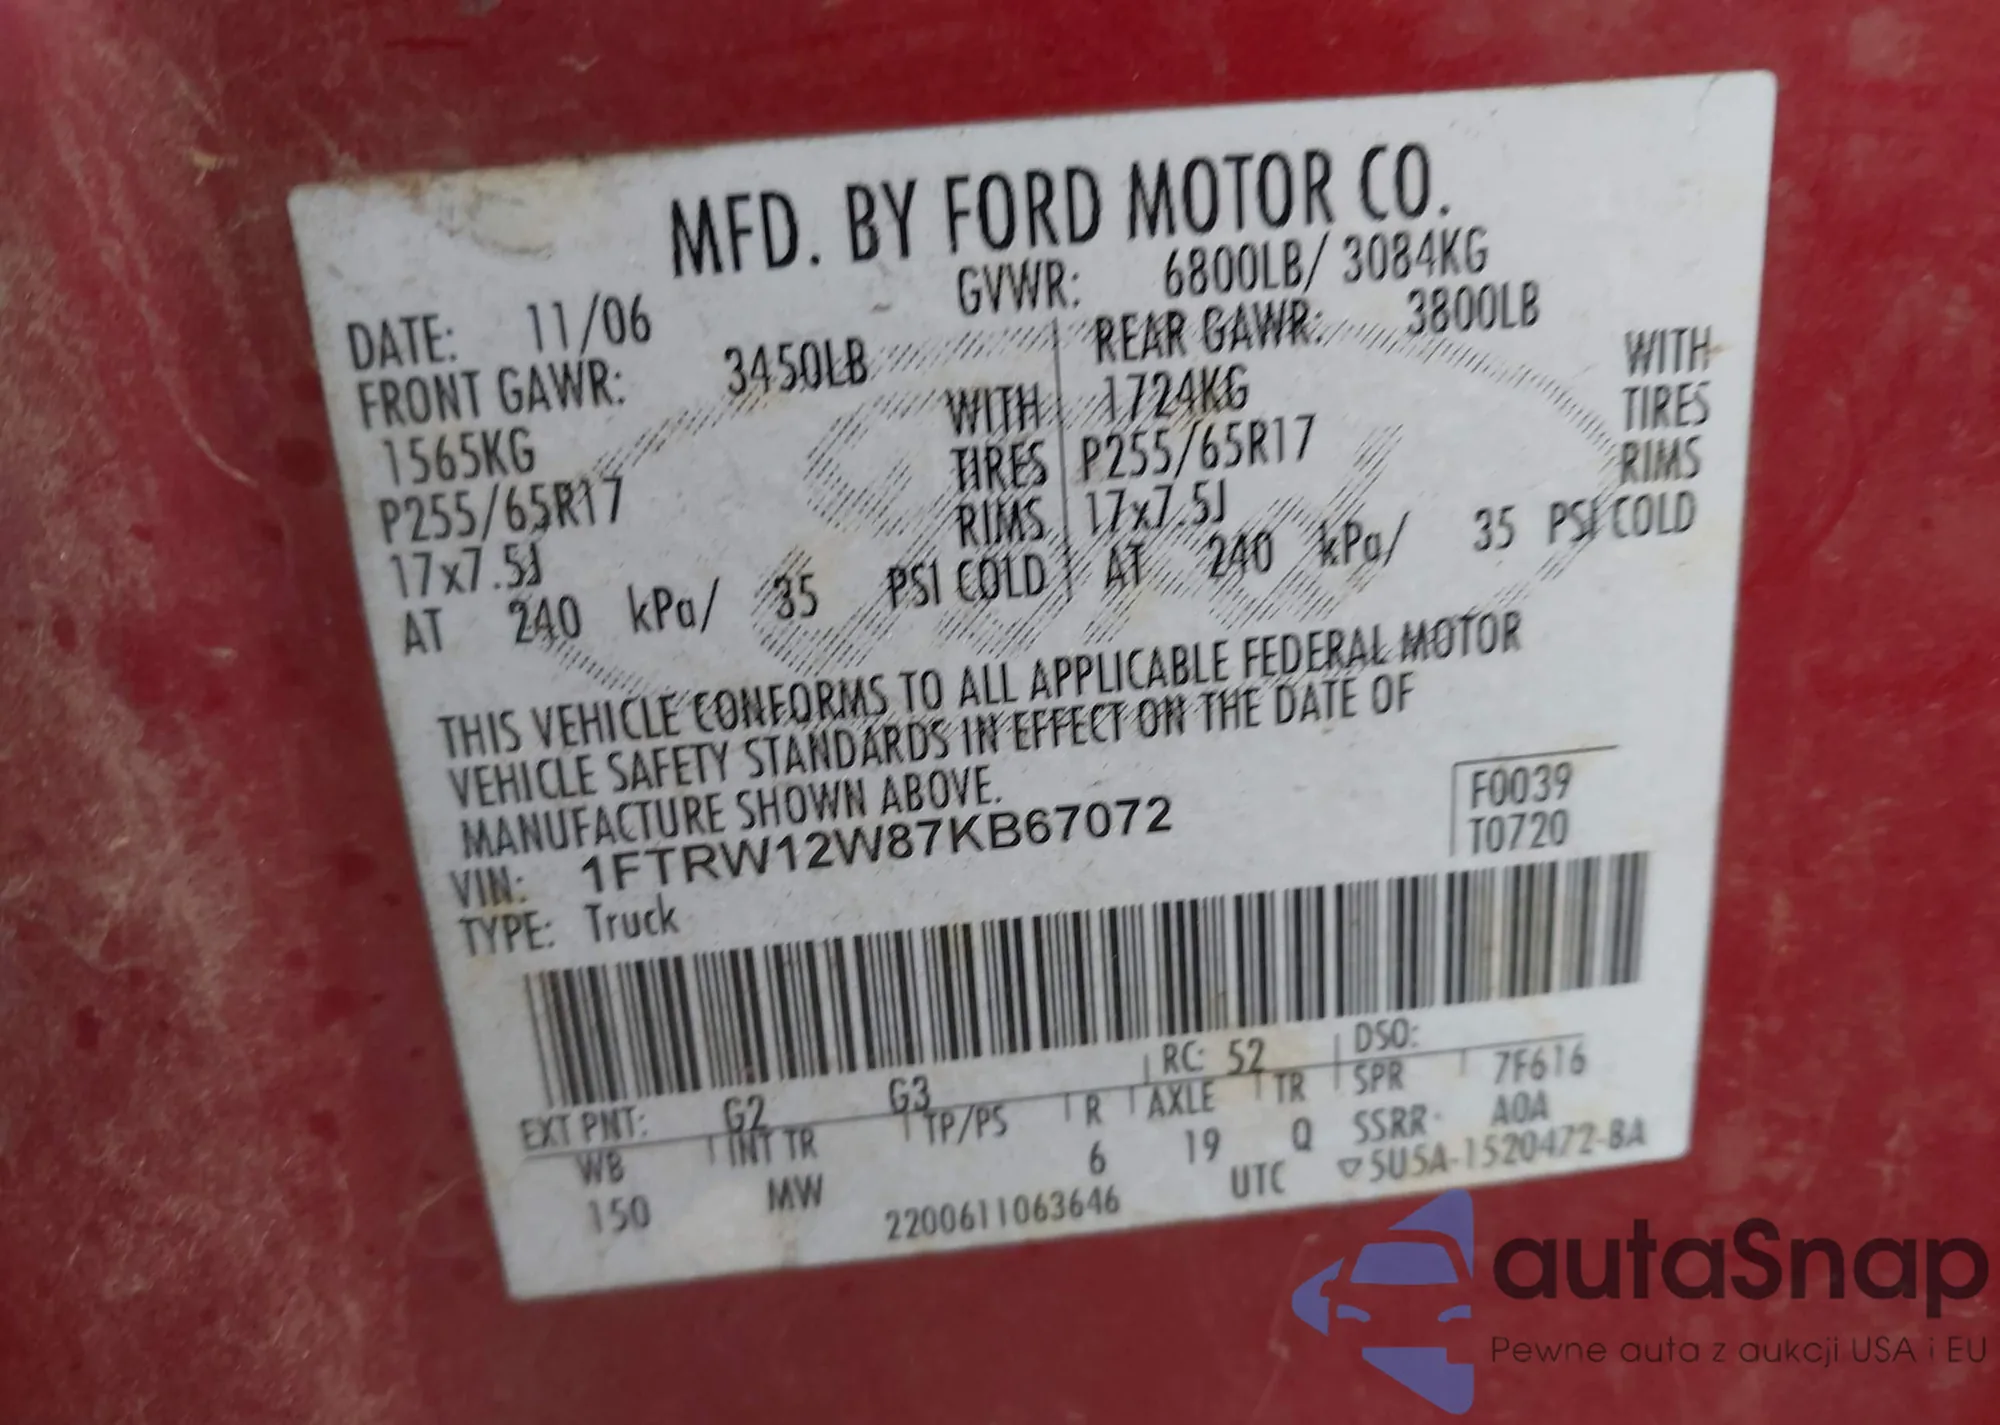 MFD. BY FORD MOTOR CO.
DATE: 11/06 GVWR: 6800LB/ 3084KG
FRONT GAWR: 3450LB REAR GAWR: 3800LB
1565KG WITH 1724KG WITH
P255/65R17 TIRES P255/65R17 TIRES
17x7.5J RIMS 17x7.5J RIMS
AT 240 kPa/ 35 PSI COLD AT 240 kPa/ 35 PSI COLD
THIS VEHICLE CONFORMS TO ALL APPLICABLE FEDERAL MOTOR
VEHICLE SAFETY STANDARDS IN EFFECT ON THE DATE OF
MANUFACTURE SHOWN ABOVE.
VIN: 1FTRW12W87KB67072 F0039
TYPE: Truck T0720
EXT PNT: G2 G3 RC: 52 DSO:
WB INT TR TP/PS R AXLE TR SPR 7F616
150 MW 6 19 Q SSRR A0A
2200611063646 UTC ▽5U5A-1520472-BA
autaSnap
Pewne auta z aukcji USA i EU